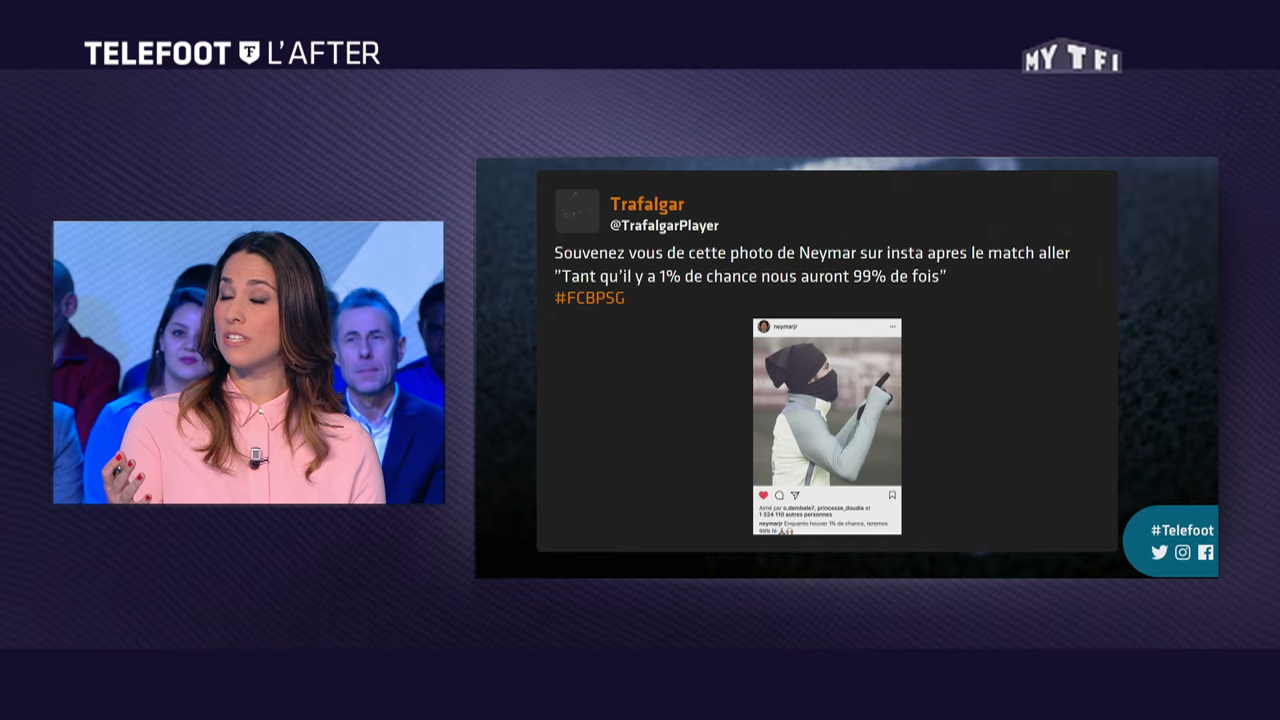 TELEFOOT T L'AFTER
MYTF1
Trafalgar
@TrafalgarPlayer
Souvenez vous de cette photo de Neymar sur insta apres le match aller
"Tant qu'il y a 1% de chance nous auront 99% de fois"
#FCBPSG
neymarjr
Aimé par o.dembele7, princesse_doudie et
1 324 110 autres personnes
neymarjr Enquanto houver 1% de chance, teremos
99% fé
#Telefoot